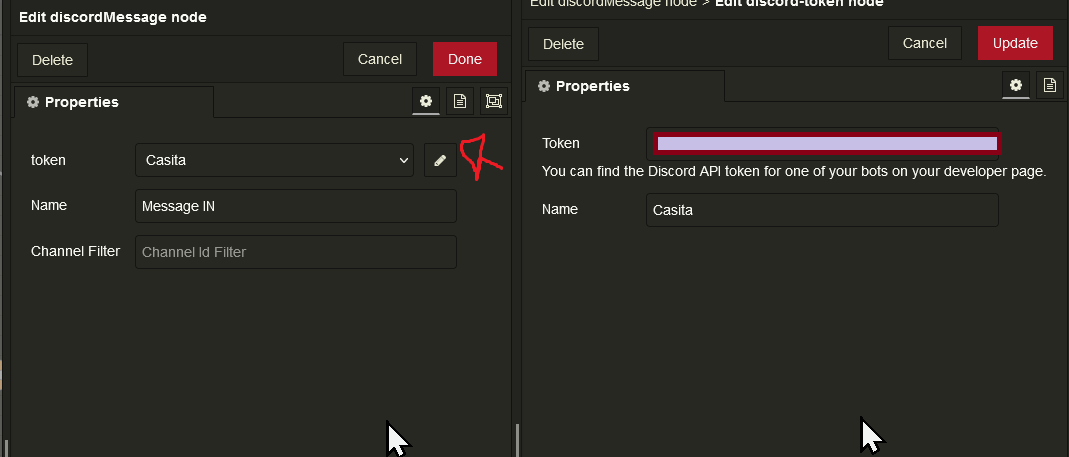 Edit discordMessage node
Delete
Cancel
Done
Properties
token
Casita
Name
Message IN
Channel Filter
Channel Id Filter
Edit discordMessage node > Edit discord-token node
Delete
Cancel
Update
Properties
Token
You can find the Discord API token for one of your bots on your developer page.
Name
Casita